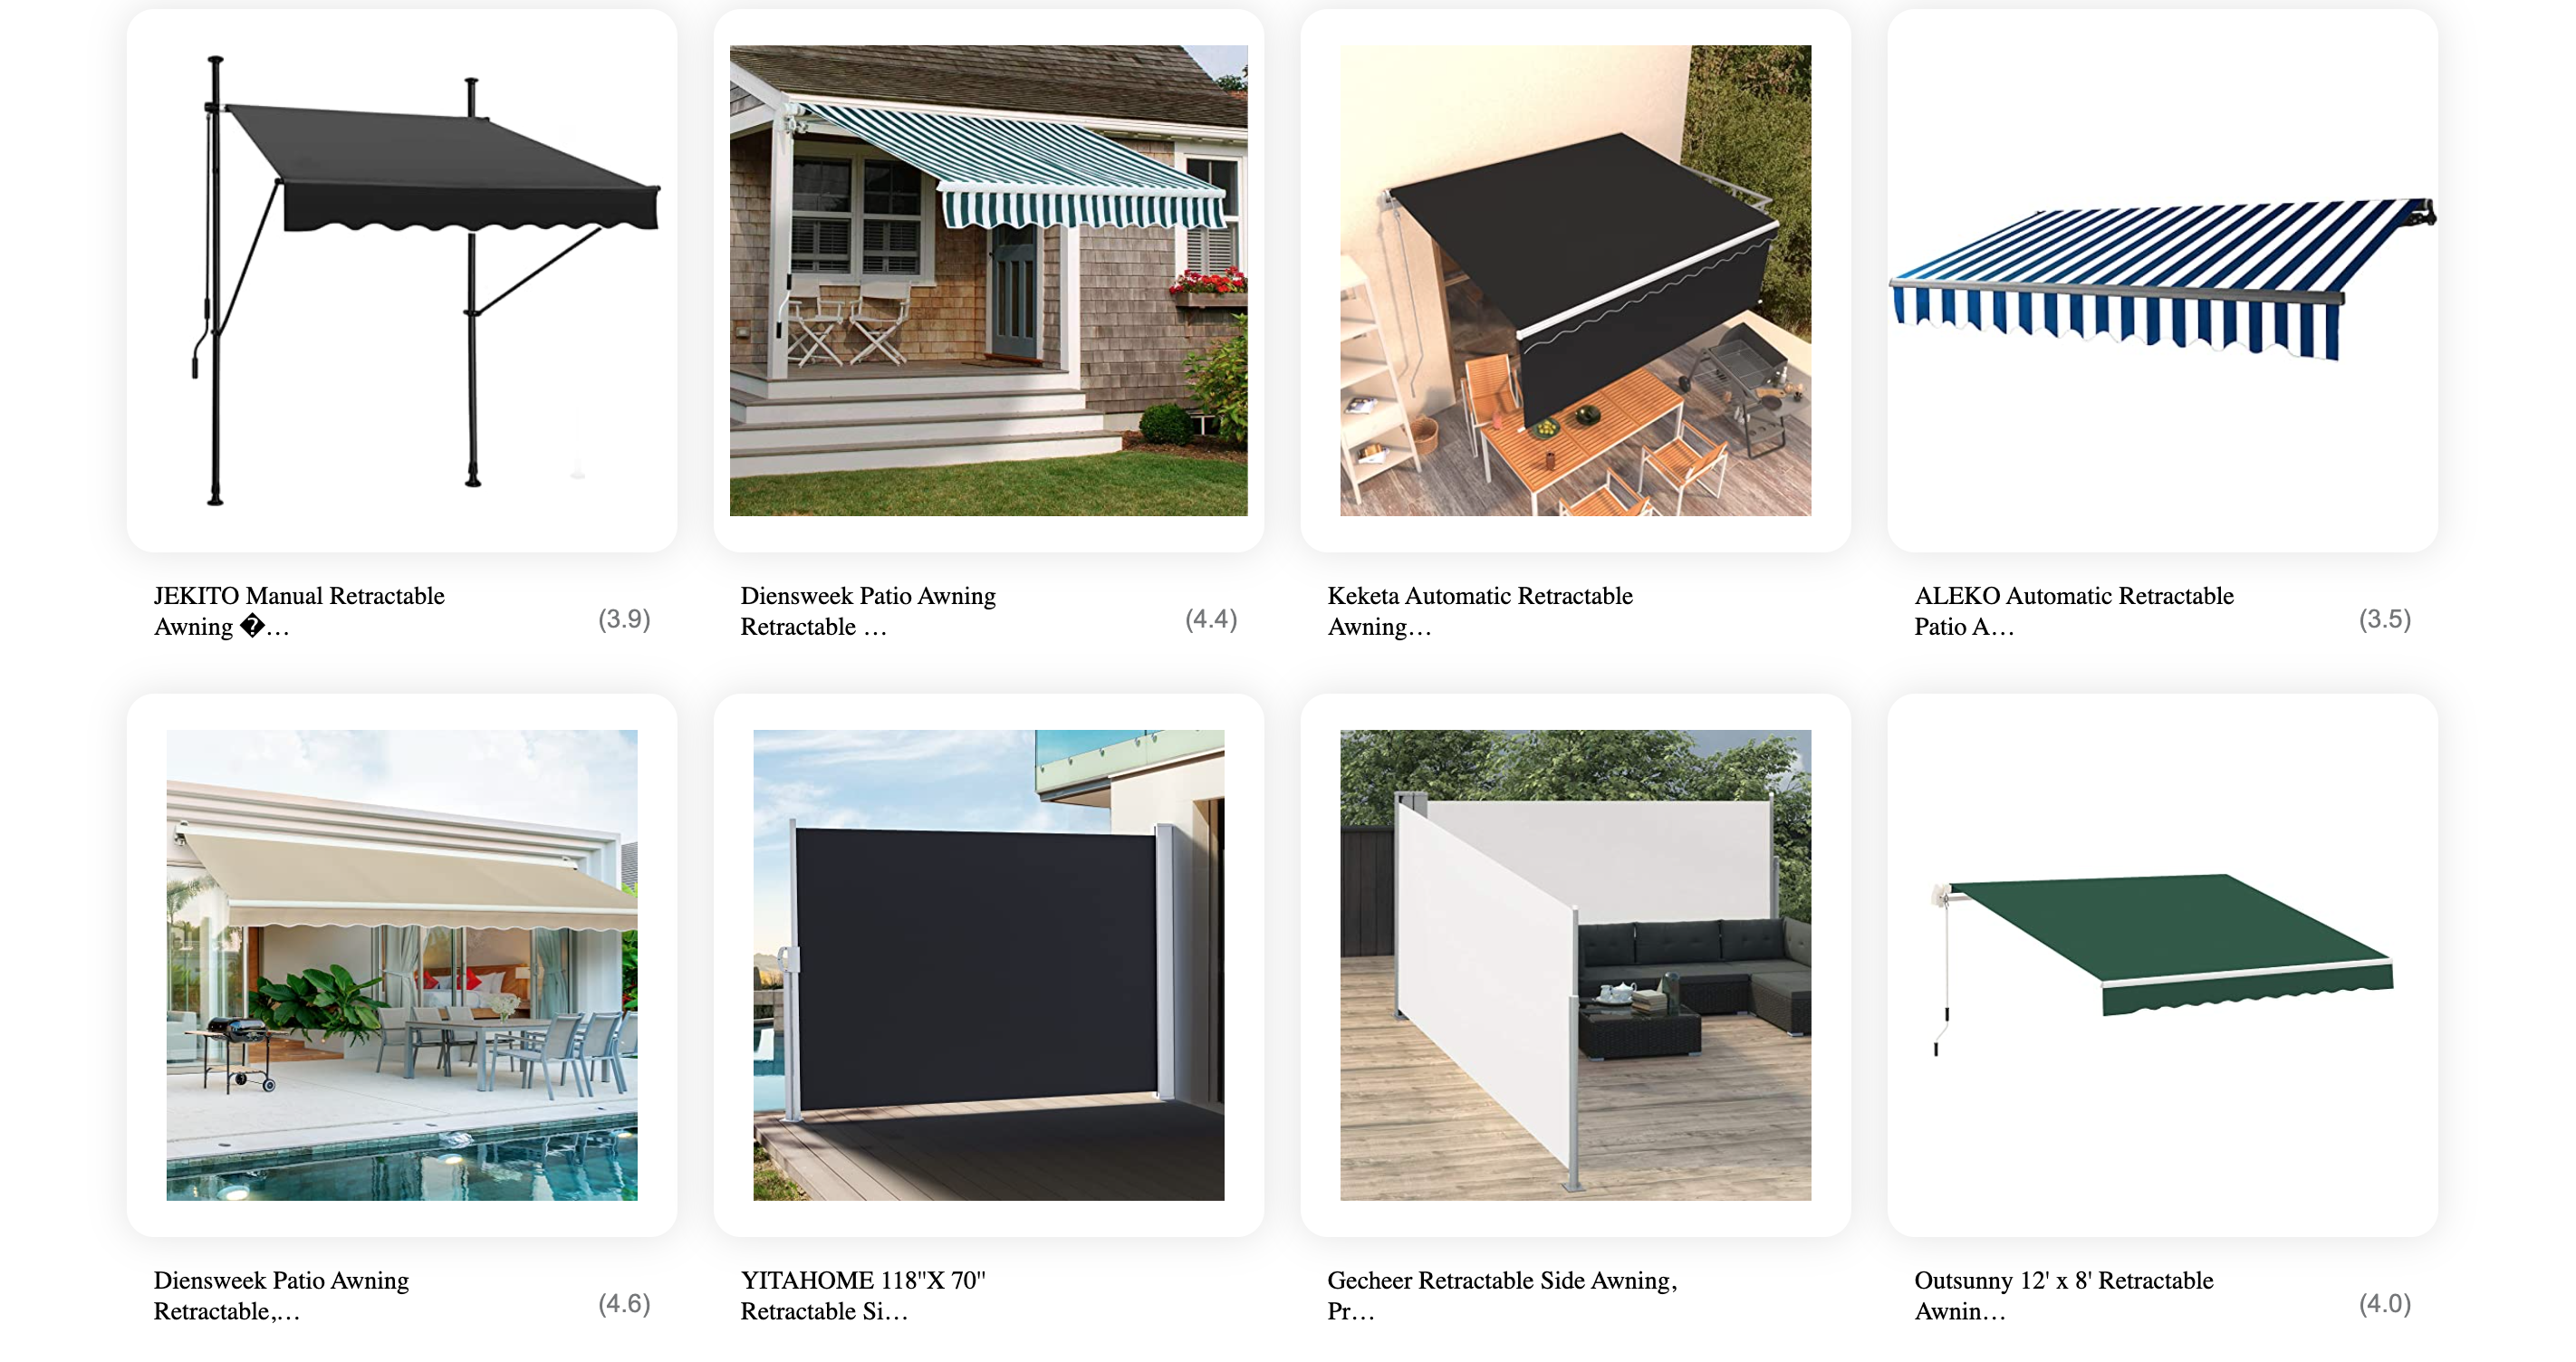 JEKITO Manual Retractable
Awning �…
(3.9)
Diensweek Patio Awning
Retractable …
(4.4)
Keketa Automatic Retractable
Awning…
ALEKO Automatic Retractable
Patio A…
(3.5)
Diensweek Patio Awning
Retractable,…
(4.6)
YITAHOME 118"X 70"
Retractable Si…
Gecheer Retractable Side Awning,
Pr…
Outsunny 12' x 8' Retractable
Awnin…
(4.0)